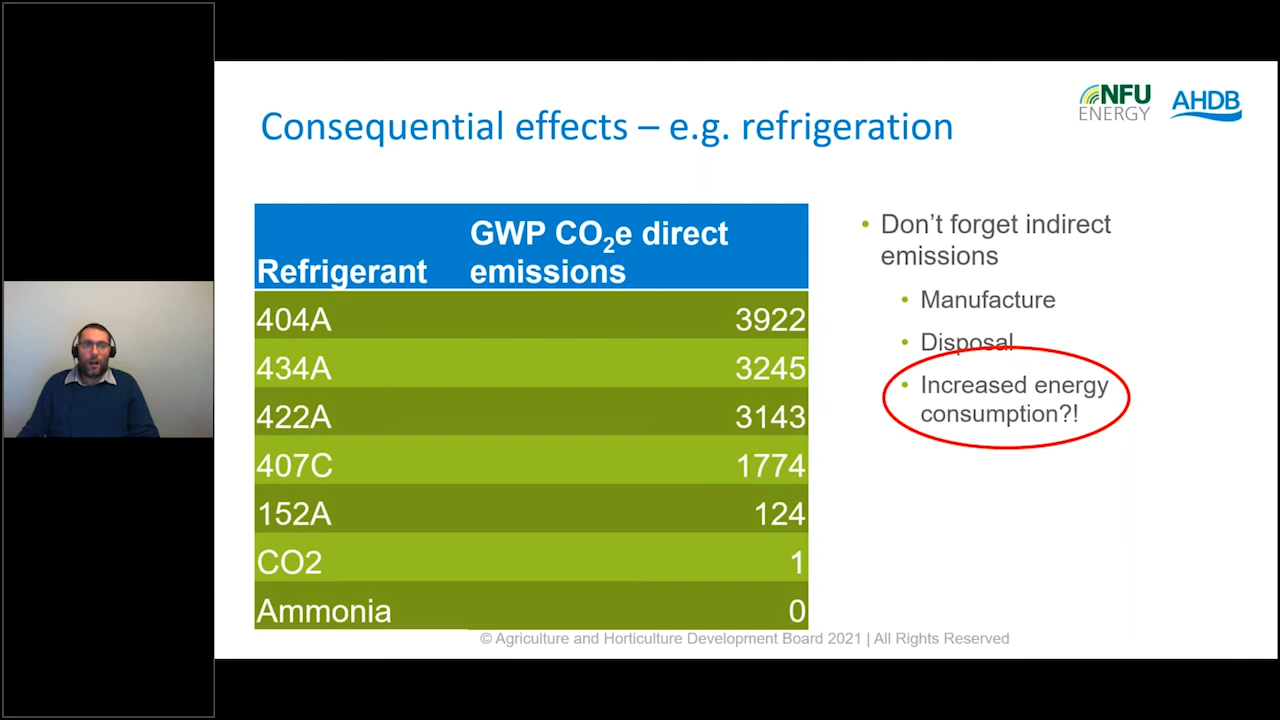 NFU
ENERGY
AHDB
Consequential effects – e.g. refrigeration
Refrigerant GWP CO₂e direct emissions
404A 3922
434A 3245
422A 3143
407C 1774
152A 124
CO2 1
Ammonia 0
• Don’t forget indirect
emissions
• Manufacture
• Disposal
• Increased energy
consumption?!
© Agriculture and Horticulture Development Board 2021 | All Rights Reserved